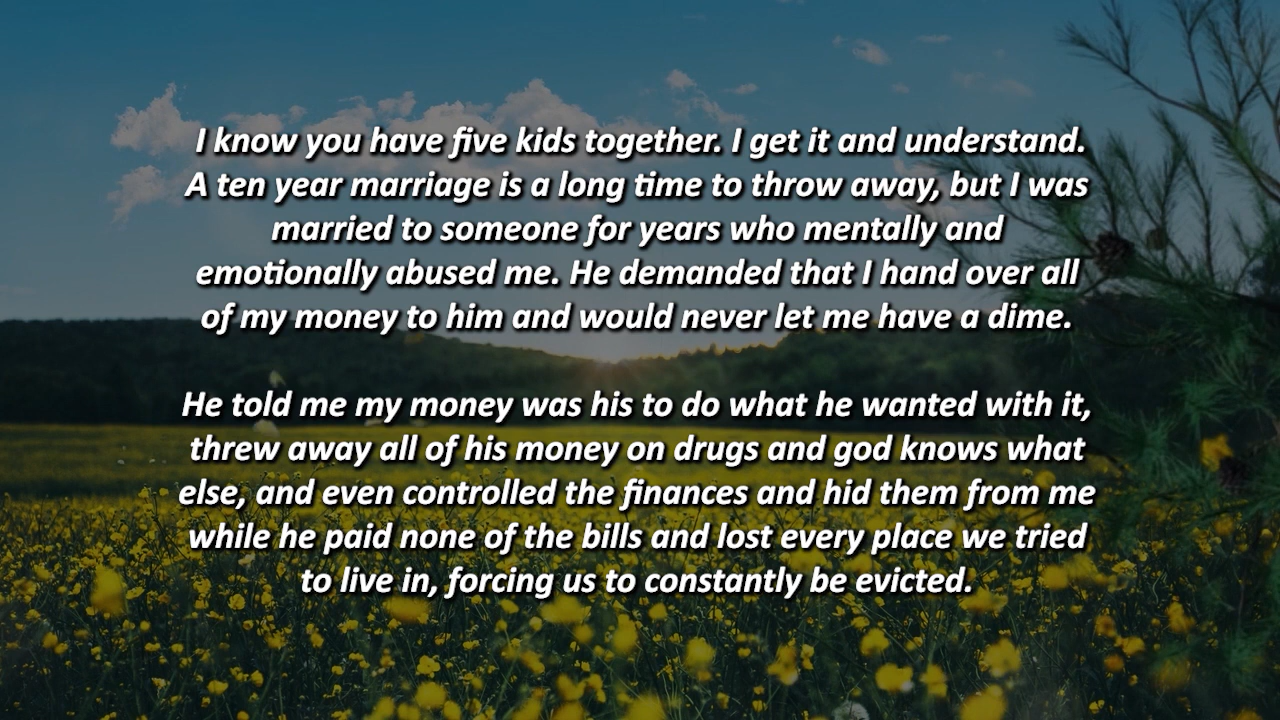 I know you have five kids together. I get it and understand.
A ten year marriage is a long time to throw away, but I was
married to someone for years who mentally and
emotionally abused me. He demanded that I hand over all
of my money to him and would never let me have a dime.
He told me my money was his to do what he wanted with it,
threw away all of his money on drugs and god knows what
else, and even controlled the finances and hid them from me
while he paid none of the bills and lost every place we tried
to live in, forcing us to constantly be evicted.